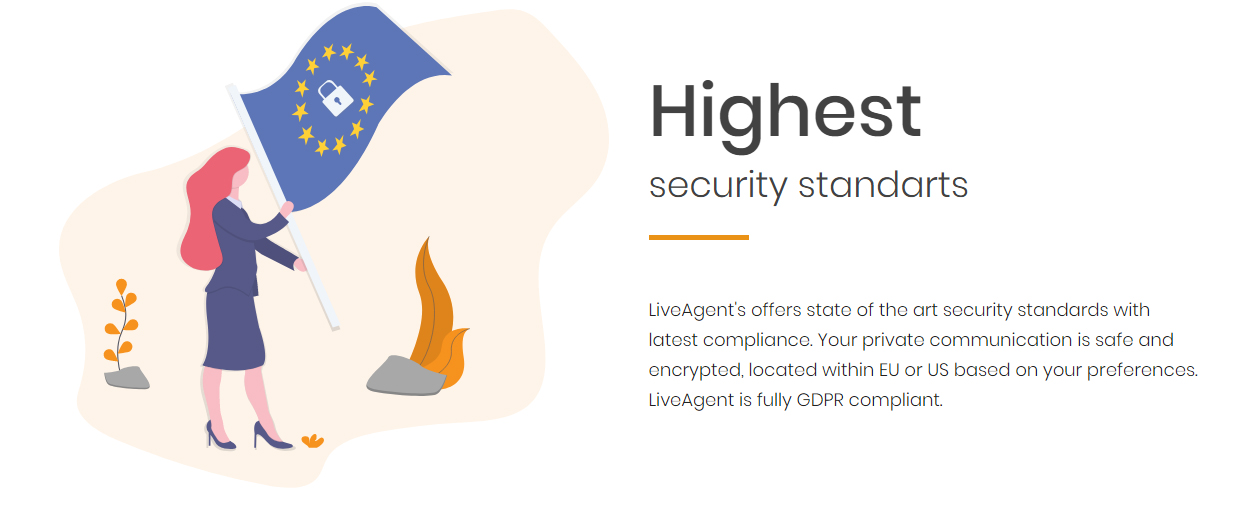 Highest
security standarts
LiveAgent's offers state of the art security standards with
latest compliance. Your private communication is safe and
encrypted, located within EU or US based on your preferences.
LiveAgent is fully GDPR compliant.